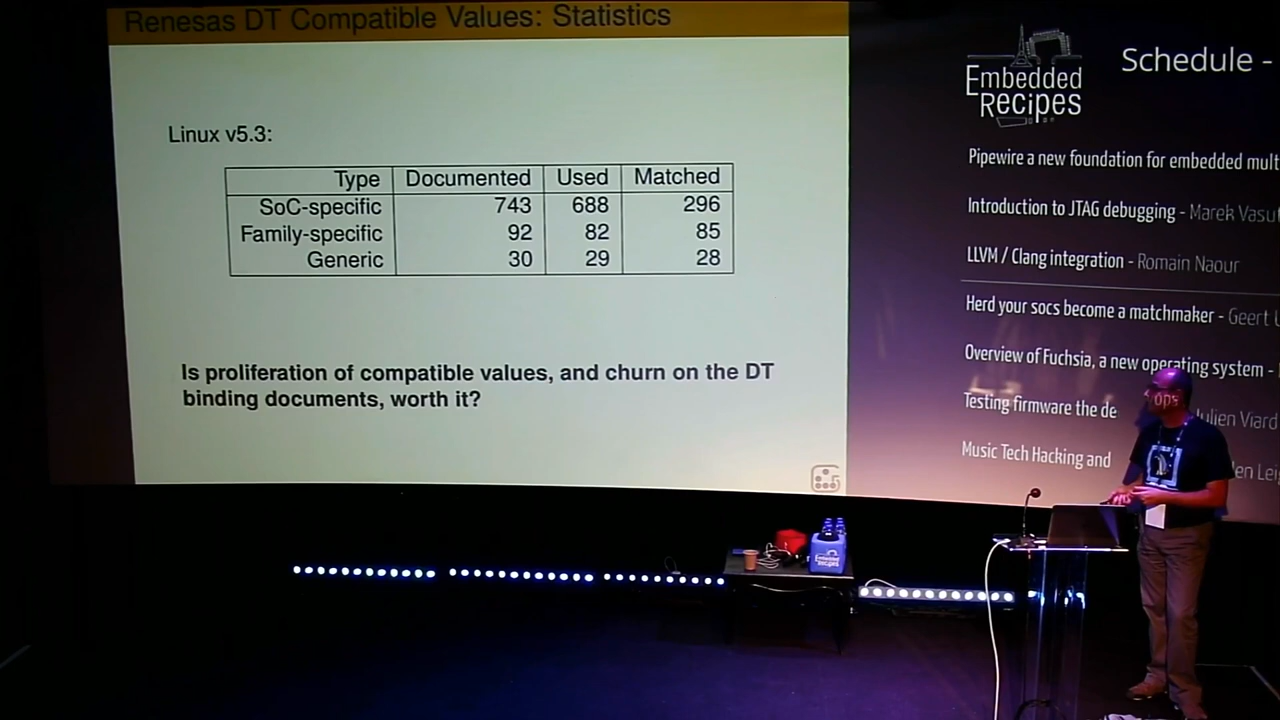 Renesas DT Compatible Values: Statistics
Linux v5.3:
Type Documented Used Matched
SoC-specific 743 688 296
Family-specific 92 82 85
Generic 30 29 28
Is proliferation of compatible values, and churn on the DT
binding documents, worth it?
Embedded
Recipes
Schedule -
Pipewire a new foundation for embedded mult
Introduction to JTAG debugging - Marek Vasu
LLVM / Clang integration - Romain Naour
Herd your socs become a matchmaker - Geert
Overview of Fuchsia, a new operating system -
Testing firmware the de ops Julien Viard
Music Tech Hacking and
Embedded
Recipes